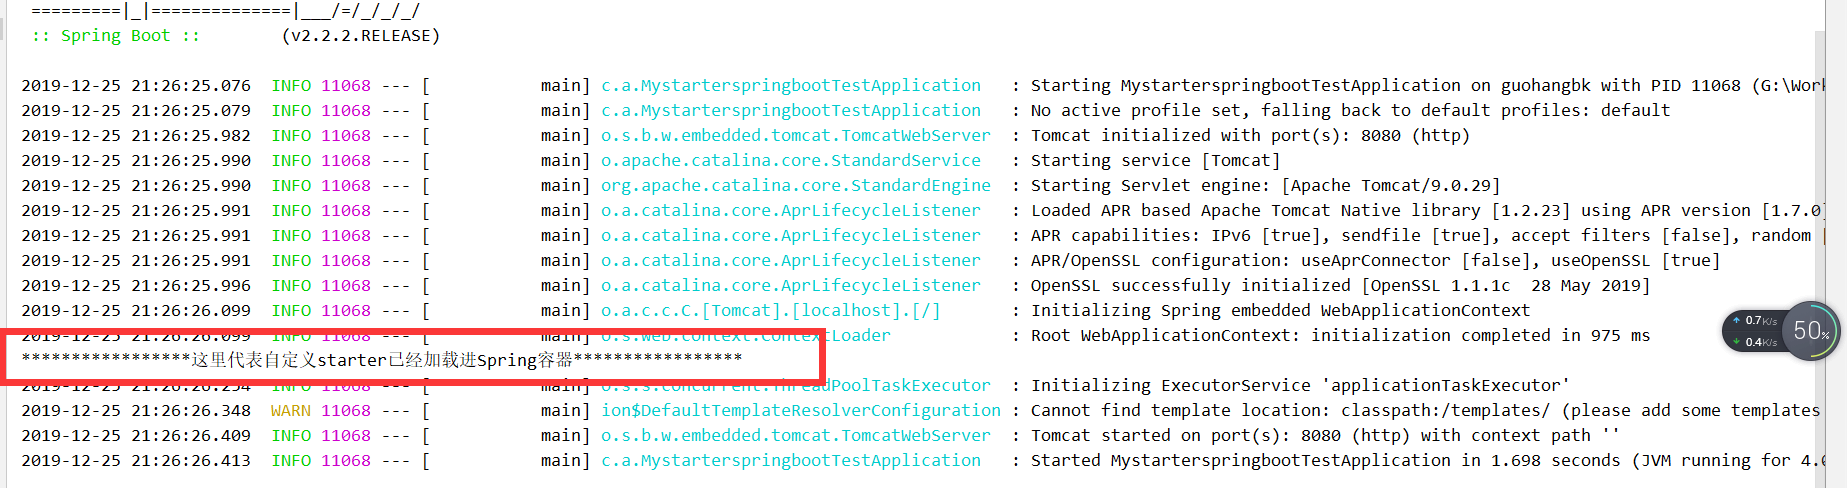 =========|_|==============|___/=/_/_/_/
:: Spring Boot ::        (v2.2.2.RELEASE)
2019-12-25 21:26:25.076  INFO 11068 --- [           main] c.a.MystarterspringbootTestApplication   : Starting MystarterspringbootTestApplication on guohangbk with PID 11068 (G:\Work
2019-12-25 21:26:25.079  INFO 11068 --- [           main] c.a.MystarterspringbootTestApplication   : No active profile set, falling back to default profiles: default
2019-12-25 21:26:25.982  INFO 11068 --- [           main] o.s.b.w.embedded.tomcat.TomcatWebServer  : Tomcat initialized with port(s): 8080 (http)
2019-12-25 21:26:25.990  INFO 11068 --- [           main] o.apache.catalina.core.StandardService   : Starting service [Tomcat]
2019-12-25 21:26:25.990  INFO 11068 --- [           main] org.apache.catalina.core.StandardEngine  : Starting Servlet engine: [Apache Tomcat/9.0.29]
2019-12-25 21:26:25.991  INFO 11068 --- [           main] o.a.catalina.core.AprLifecycleListener   : Loaded APR based Apache Tomcat Native library [1.2.23] using APR version [1.7.0]
2019-12-25 21:26:25.991  INFO 11068 --- [           main] o.a.catalina.core.AprLifecycleListener   : APR capabilities: IPv6 [true], sendfile [true], accept filters [false], random [
2019-12-25 21:26:25.991  INFO 11068 --- [           main] o.a.catalina.core.AprLifecycleListener   : APR/OpenSSL configuration: useAprConnector [false], useOpenSSL [true]
2019-12-25 21:26:25.996  INFO 11068 --- [           main] o.a.catalina.core.AprLifecycleListener   : OpenSSL successfully initialized [OpenSSL 1.1.1c  28 May 2019]
2019-12-25 21:26:26.099  INFO 11068 --- [           main] o.a.c.c.C.[Tomcat].[localhost].[/]       : Initializing Spring embedded WebApplicationContext
2019-12-25 21:26:26.099  INFO 11068 --- [           main] o.s.web.context.ContextLoader            : Root WebApplicationContext: initialization completed in 975 ms
*****************这里代表自定义starter已经加载进Spring容器*****************
2019-12-25 21:26:26.254  INFO 11068 --- [           main] o.s.s.concurrent.ThreadPoolTaskExecutor  : Initializing ExecutorService 'applicationTaskExecutor'
2019-12-25 21:26:26.348  WARN 11068 --- [           main] ion$DefaultTemplateResolverConfiguration : Cannot find template location: classpath:/templates/ (please add some templates
2019-12-25 21:26:26.409  INFO 11068 --- [           main] o.s.b.w.embedded.tomcat.TomcatWebServer  : Tomcat started on port(s): 8080 (http) with context path ''
2019-12-25 21:26:26.413  INFO 11068 --- [           main] c.a.MystarterspringbootTestApplication   : Started MystarterspringbootTestApplication in 1.698 seconds (JVM running for 4.0
↑ 0.7K/s
↓ 0.4K/s
50%